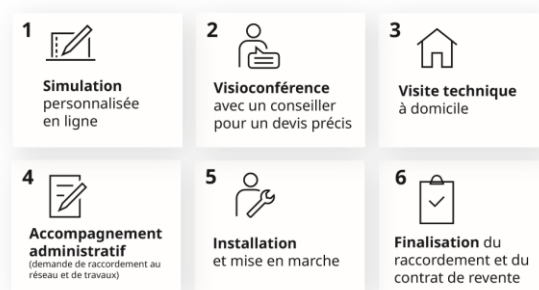 1
Simulation
personnalisée
en ligne
2
Visioconférence
avec un conseiller
pour un devis précis
3
Visite technique
à domicile
4
Accompagnement
administratif
(demande de raccordement au
réseau et de travaux)
5
Installation
et mise en marche
6
Finalisation du
raccordement et du
contrat de revente